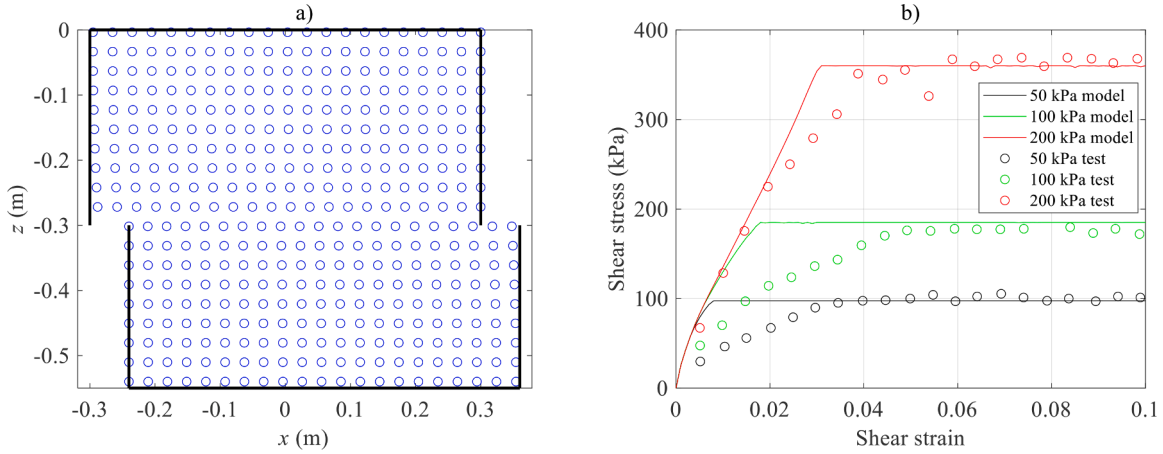 a)
0
-0.1
-0.2
-0.3
-0.4
-0.5
z (m)
-0.3 -0.2 -0.1 0 0.1 0.2 0.3
x (m)
b)
400
300
200
100
0
Shear stress (kPa)
50 kPa model
100 kPa model
200 kPa model
50 kPa test
100 kPa test
200 kPa test
0 0.02 0.04 0.06 0.08 0.1
Shear strain